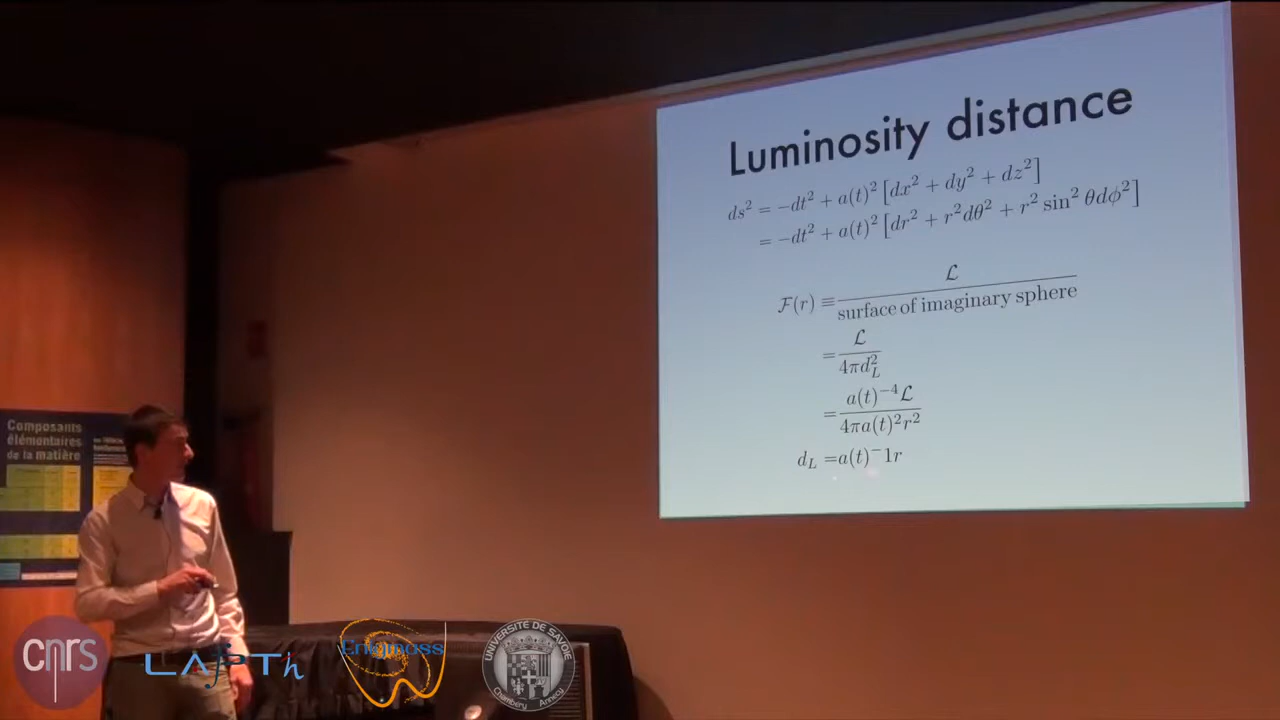 Luminosity distance
ds² = −dt² + a(t)² [dx² + dy² + dz²]
= −dt² + a(t)² [dr² + r²dθ² + r² sin² θdϕ²]
ℱ(r) ≡ ℒ / surface of imaginary sphere
= ℒ / 4πd_L²
= a(t)⁻⁴ℒ / 4πa(t)²r²
d_L = a(t)⁻1r
Composants
élémentaires
de la matière
cnrs
LAPTh
Enigmass
UNIVERSITÉ DE SAVOIE
Chambéry Annecy